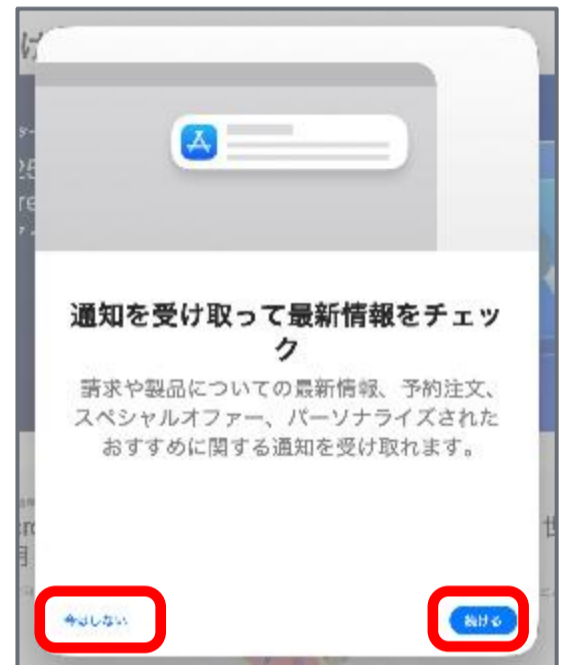 け
通知を受け取って最新情報をチェッ
ク
請求や製品についての最新情報、予約注文、
スペシャルオファー、パーソナライズされた
おすすめに関する通知を受け取れます。
今はしない
続ける